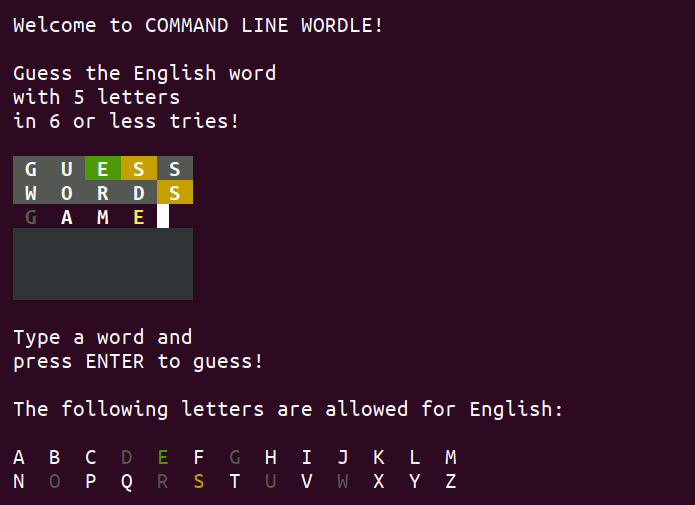 Welcome to COMMAND LINE WORDLE!
Guess the English word
with 5 letters
in 6 or less tries!
G U E S S
W O R D S
G A M E
Type a word and
press ENTER to guess!
The following letters are allowed for English:
A B C D E F G H I J K L M
N O P Q R S T U V W X Y Z